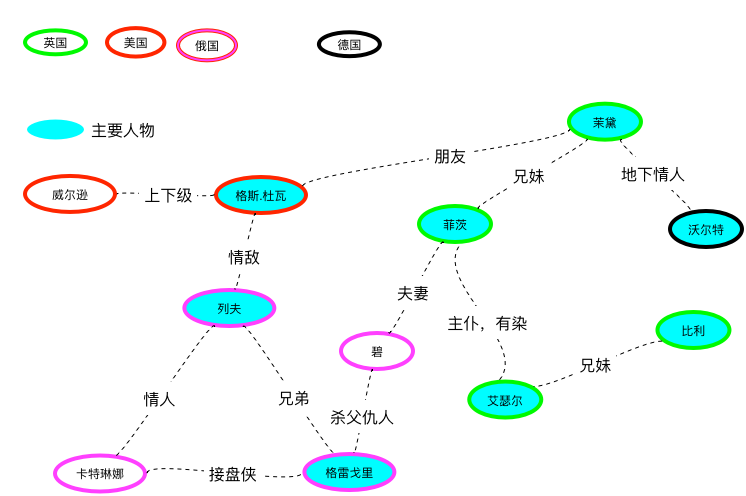 英国
美国
俄国
德国
主要人物
茉黛
朋友
兄妹
地下情人
威尔逊
上下级
格斯.杜瓦
菲茨
沃尔特
情敌
夫妻
列夫
主仆，有染
比利
碧
兄妹
情人
兄弟
艾瑟尔
杀父仇人
卡特琳娜
接盘侠
格雷戈里